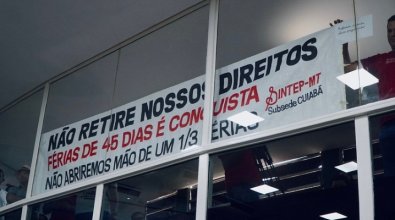 NÃO RETIRE NOSSOS DIREITOS
FÉRIAS DE 45 DIAS É CONQUISTA
NÃO ABRIREMOS MÃO DE UM 1/3 FÉRIAS
SINTEP-MT
Subsede CUIABÁ